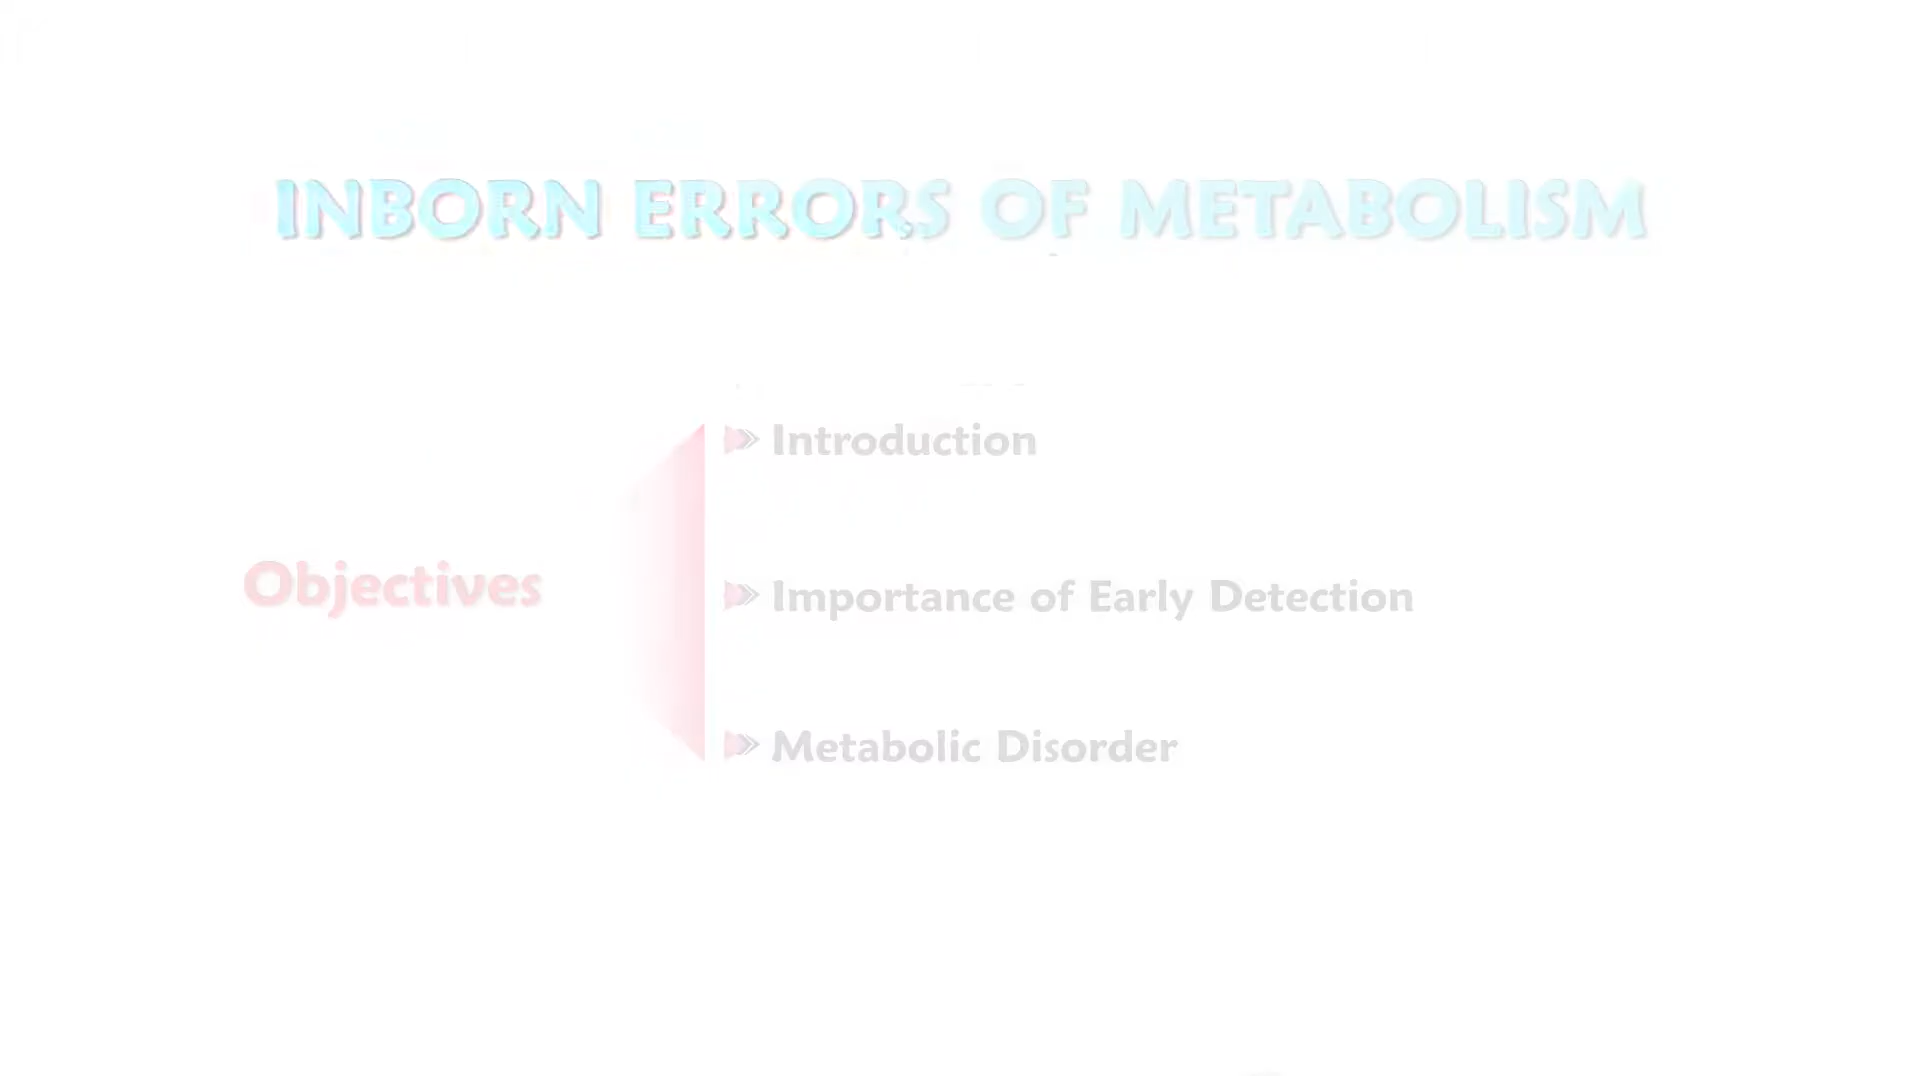 INBORN ERRORS OF METABOLISM
Introduction
Objectives
Importance of Early Detection
Metabolic Disorder